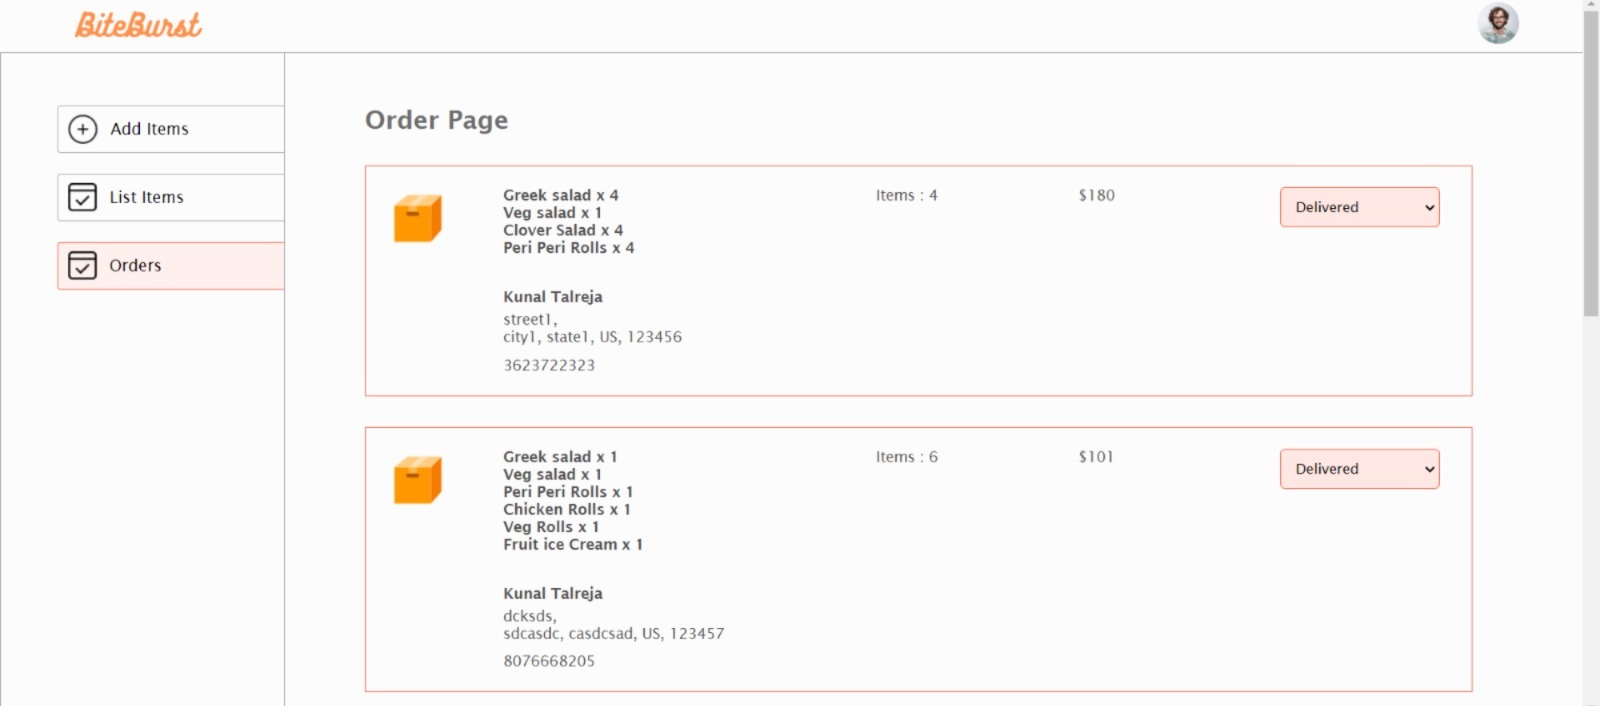 BiteBurst
Add Items
List Items
Orders
Order Page
Greek salad x 4
Veg salad x 1
Clover Salad x 4
Peri Peri Rolls x 4
Items : 4
$180
Delivered
Kunal Talreja
street1,
city1, state1, US, 123456
3623722323
Greek salad x 1
Veg salad x 1
Peri Peri Rolls x 1
Chicken Rolls x 1
Veg Rolls x 1
Fruit ice Cream x 1
Items : 6
$101
Delivered
Kunal Talreja
dcksds,
sdcasdc, casdcsad, US, 123457
8076668205